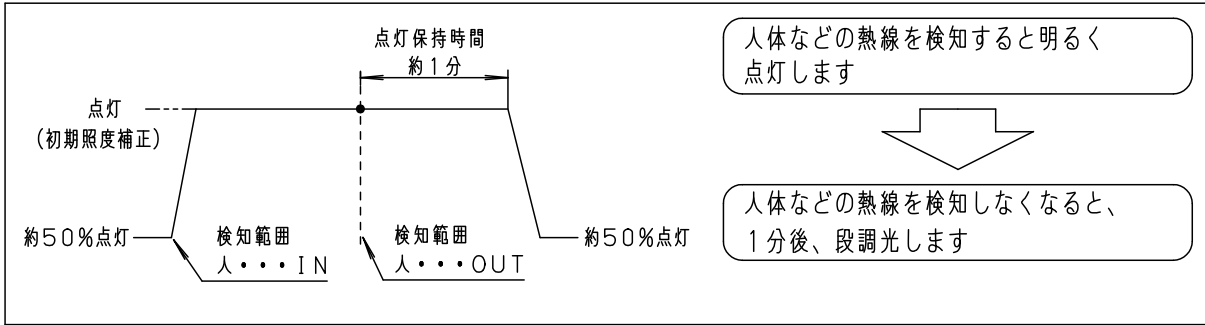 点灯保持時間
約1分
点灯
(初期照度補正)
約50%点灯
検知範囲
人・・・IN
検知範囲
人・・・OUT
約50%点灯
人体などの熱線を検知すると明るく
点灯します
人体などの熱線を検知しなくなると、
1分後、段調光します